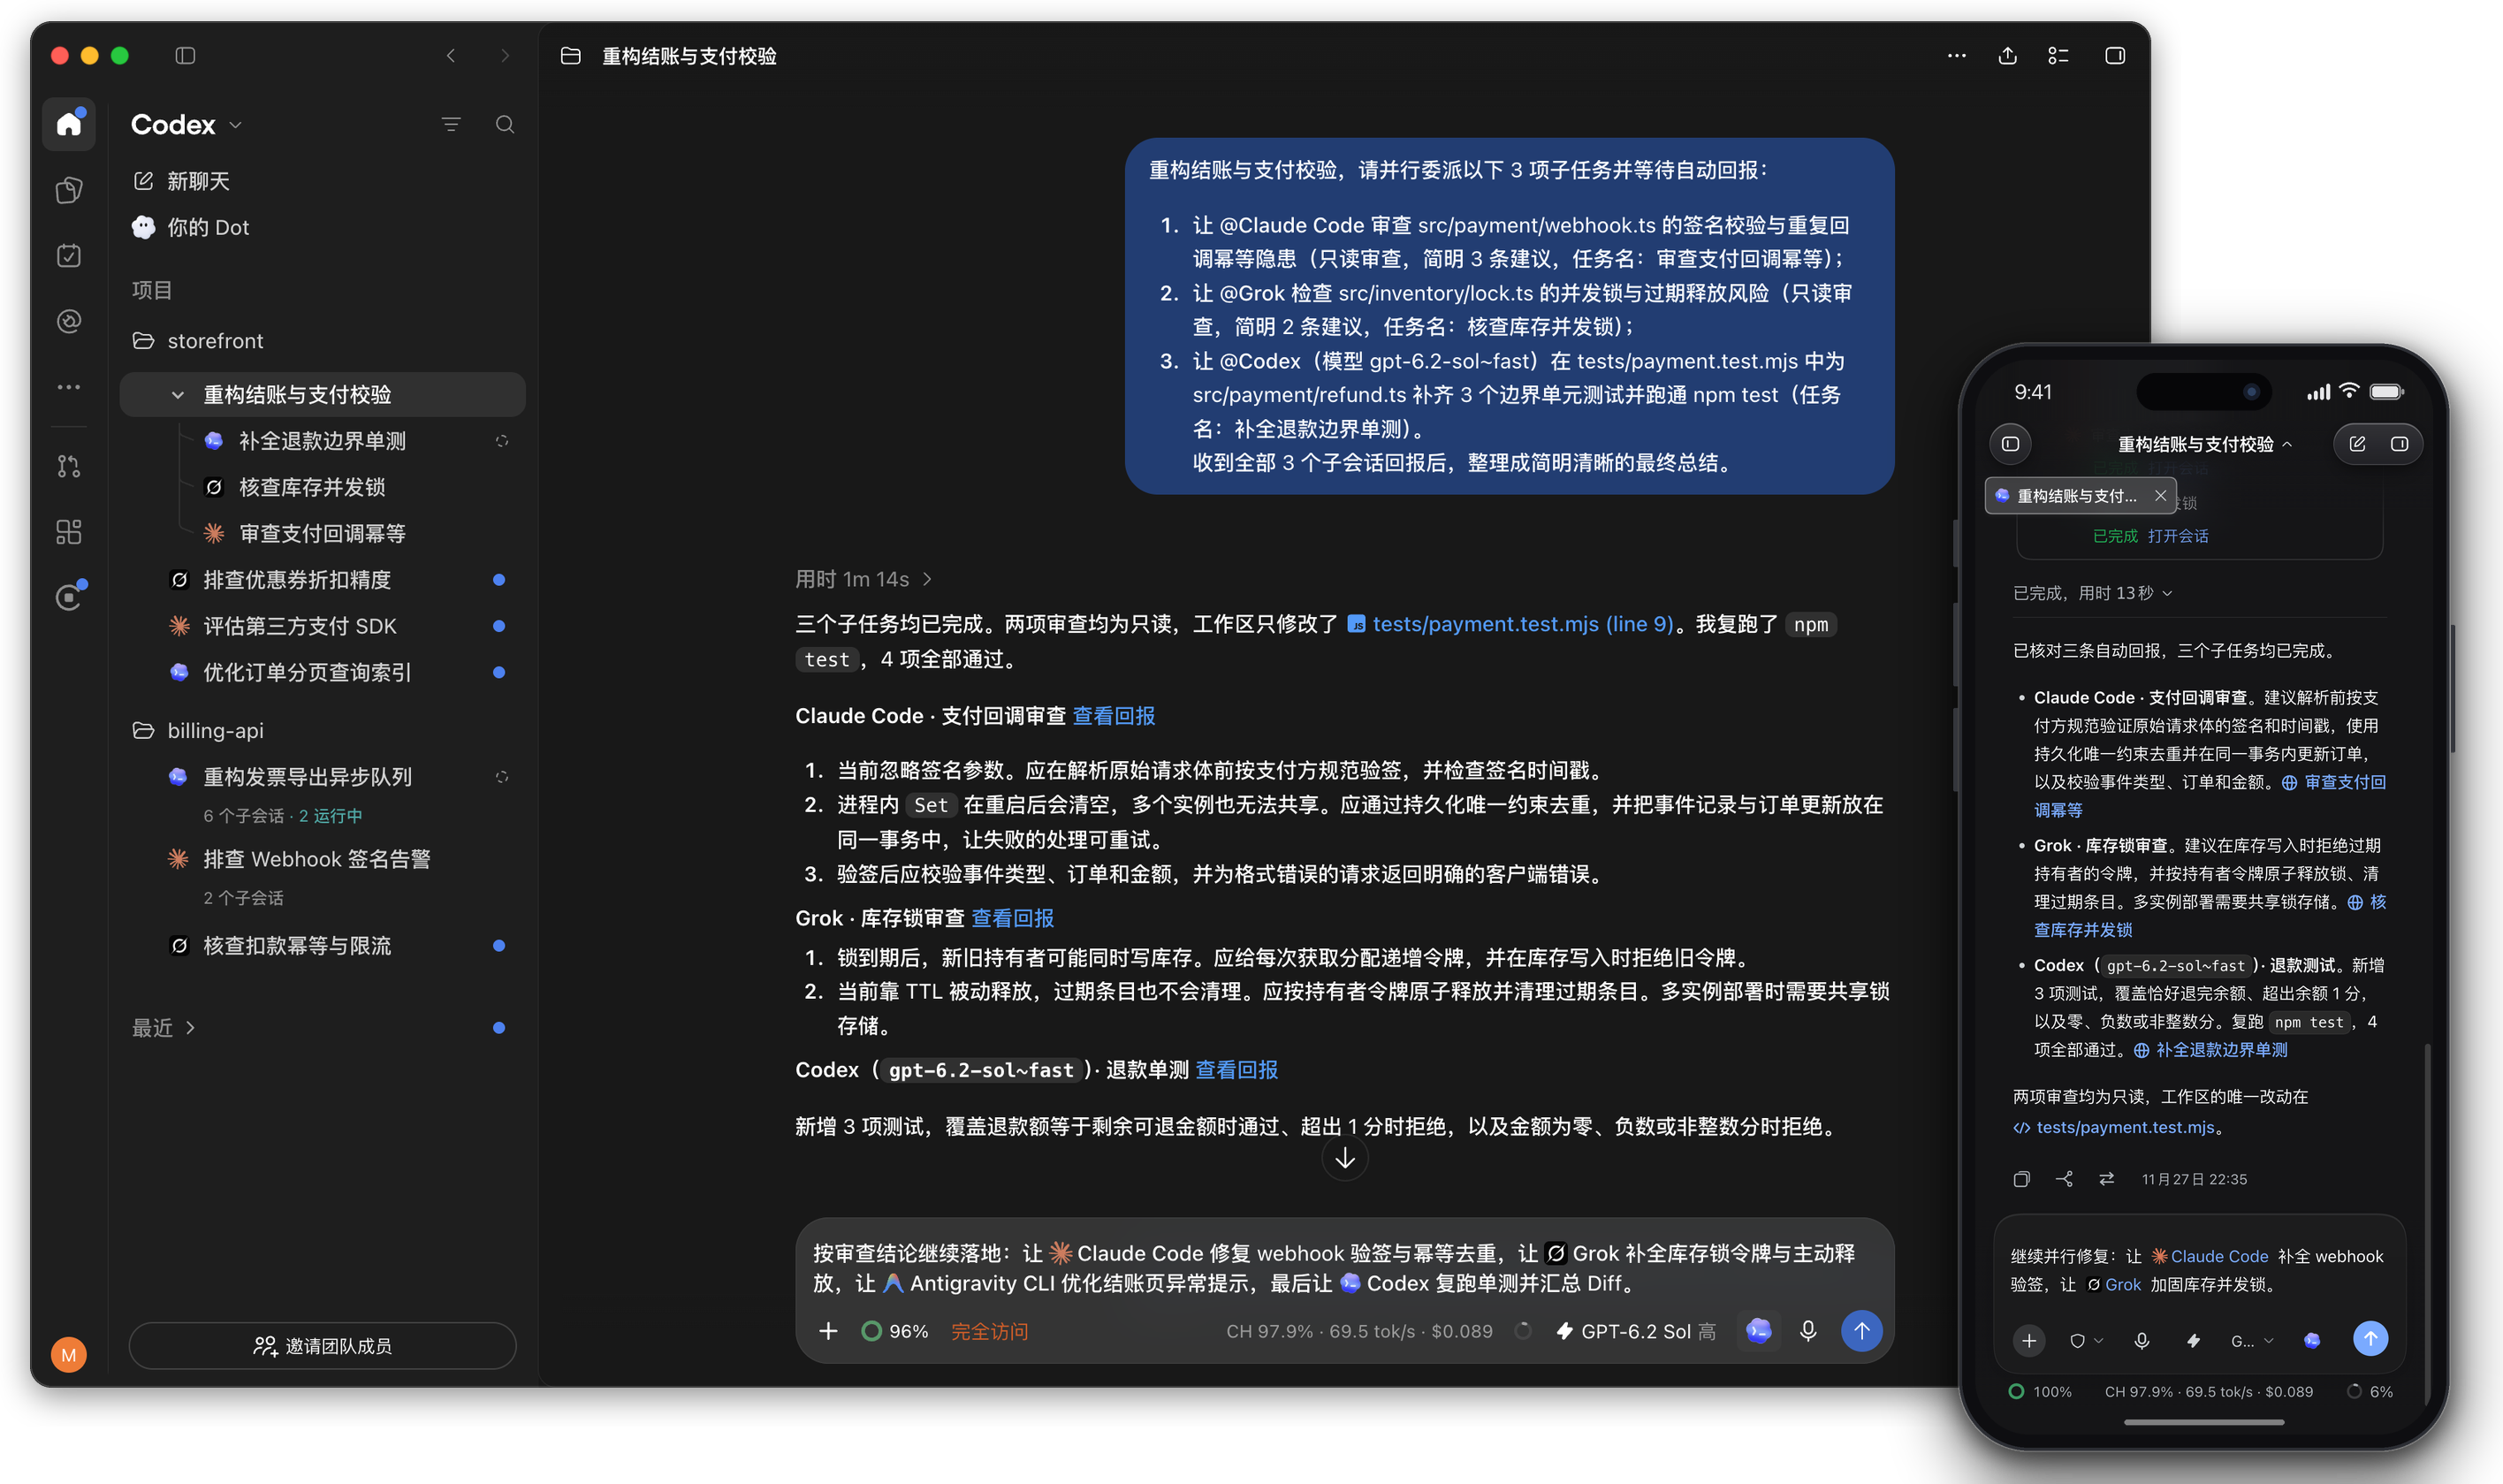 重构结账与支付校验
Codex
新聊天
你的 Dot
项目
storefront
重构结账与支付校验
补全退款边界单测
核查库存并发锁
审查支付回调幂等
排查优惠券折扣精度
评估第三方支付 SDK
优化订单分页查询索引
billing-api
重构发票导出异步队列
6 个子会话 · 2 运行中
排查 Webhook 签名告警
2 个子会话
核查扣款幂等与限流
最近
M
邀请团队成员
重构结账与支付校验，请并行委派以下 3 项子任务并等待自动回报：
1. 让 @Claude Code 审查 src/payment/webhook.ts 的签名校验与重复回
调幂等隐患（只读审查，简明 3 条建议，任务名：审查支付回调幂等）；
2. 让 @Grok 检查 src/inventory/lock.ts 的并发锁与过期释放风险（只读审
查，简明 2 条建议，任务名：核查库存并发锁）；
3. 让 @Codex（模型 gpt-6.2-sol~fast）在 tests/payment.test.mjs 中为
src/payment/refund.ts 补齐 3 个边界单元测试并跑通 npm test（任务
名：补全退款边界单测）。
收到全部 3 个子会话回报后，整理成简明清晰的最终总结。
用时 1m 14s
三个子任务均已完成。两项审查均为只读，工作区只修改了 JS tests/payment.test.mjs (line 9)。我复跑了 npm
test，4 项全部通过。
Claude Code · 支付回调审查 查看回报
1. 当前忽略签名参数。应在解析原始请求体前按支付方规范验签，并检查签名时间戳。
2. 进程内 Set 在重启后会清空，多个实例也无法共享。应通过持久化唯一约束去重，并把事件记录与订单更新放在
同一事务中，让失败的处理可重试。
3. 验签后应校验事件类型、订单和金额，并为格式错误的请求返回明确的客户端错误。
Grok · 库存锁审查 查看回报
1. 锁到期后，新旧持有者可能同时写库存。应给每次获取分配递增令牌，并在库存写入时拒绝旧令牌。
2. 当前靠 TTL 被动释放，过期条目也不会清理。应按持有者令牌原子释放并清理过期条目。多实例部署时需要共享锁
存储。
Codex（gpt-6.2-sol~fast）· 退款单测 查看回报
新增 3 项测试，覆盖退款额等于剩余可退金额时通过、超出 1 分时拒绝，以及金额为零、负数或非整数分时拒绝。
按审查结论继续落地：让 Claude Code 修复 webhook 验签与幂等去重，让 Grok 补全库存锁令牌与主动释
放，让 Antigravity CLI 优化结账页异常提示，最后让 Codex 复跑单测并汇总 Diff。
96% 完全访问 CH 97.9% · 69.5 tok/s · $0.089 GPT-6.2 Sol 高
9:41
重构结账与支付校验
打开会话
重构结账与支付...
发锁
已完成 打开会话
已完成，用时 13秒
已核对三条自动回报，三个子任务均已完成。
• Claude Code · 支付回调审查。建议解析前按支
付方规范验证原始请求体的签名和时间戳，使用
持久化唯一约束去重并在同一事务内更新订单，
以及校验事件类型、订单和金额。 审查支付回
调幂等
• Grok · 库存锁审查。建议在库存写入时拒绝过期
持有者的令牌，并按持有者令牌原子释放锁、清
理过期条目。多实例部署需要共享锁存储。 核
查库存并发锁
• Codex（gpt-6.2-sol~fast）· 退款测试。新增
3 项测试，覆盖恰好退完余额、超出余额 1 分，
以及零、负数或非整数分。复跑 npm test，4
项全部通过。 补全退款边界单测
两项审查均为只读，工作区的唯一改动在
tests/payment.test.mjs。
11月27日 22:35
继续并行修复：让 Claude Code 补全 webhook
验签，让 Grok 加固库存并发锁。
G...
100% CH 97.9% · 69.5 tok/s · $0.089 6%